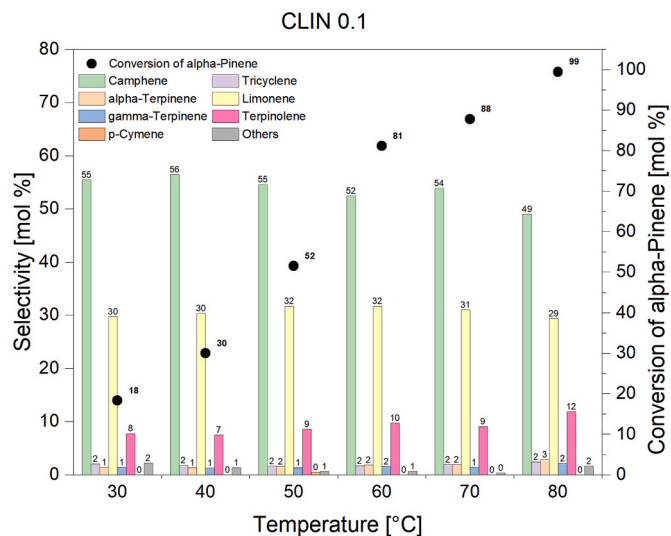 CLIN 0.1
Selectivity [mol %]
80
70
60
50
40
30
20
10
0
Conversion of alpha-Pinene
Camphene Tricyclene
alpha-Terpinene Limonene
gamma-Terpinene Terpinolene
p-Cymene Others
55 2 1 30 1 8 0 2 18
56 2 1 30 1 7 0 1 30
55 2 2 32 1 9 0 1 52
52 2 2 32 2 10 0 1 81
54 2 2 31 1 9 0 0 88
49 2 3 29 2 12 0 2 99
30 40 50 60 70 80
Temperature [°C]
100
90
80
70
60
50
40
30
20
10
0
Conversion of alpha-Pinene [mol %]